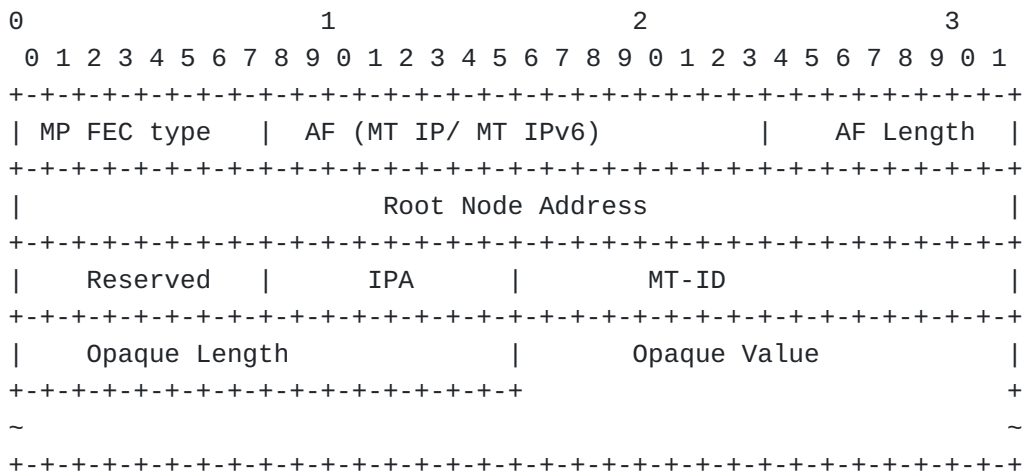 0                   1                   2                   3
 0 1 2 3 4 5 6 7 8 9 0 1 2 3 4 5 6 7 8 9 0 1 2 3 4 5 6 7 8 9 0 1
+-+-+-+-+-+-+-+-+-+-+-+-+-+-+-+-+-+-+-+-+-+-+-+-+-+-+-+-+-+-+-+-+
| MP FEC type   |  AF (MT IP/ MT IPv6)          |    AF Length  |
+-+-+-+-+-+-+-+-+-+-+-+-+-+-+-+-+-+-+-+-+-+-+-+-+-+-+-+-+-+-+-+-+
|                       Root Node Address                       |
+-+-+-+-+-+-+-+-+-+-+-+-+-+-+-+-+-+-+-+-+-+-+-+-+-+-+-+-+-+-+-+-+
|    Reserved   |      IPA      |        MT-ID                  |
+-+-+-+-+-+-+-+-+-+-+-+-+-+-+-+-+-+-+-+-+-+-+-+-+-+-+-+-+-+-+-+-+
|    Opaque Length              |       Opaque Value            |
+-+-+-+-+-+-+-+-+-+-+-+-+-+-+-+-+                               +
~                                                               ~
+-+-+-+-+-+-+-+-+-+-+-+-+-+-+-+-+-+-+-+-+-+-+-+-+-+-+-+-+-+-+-+-+